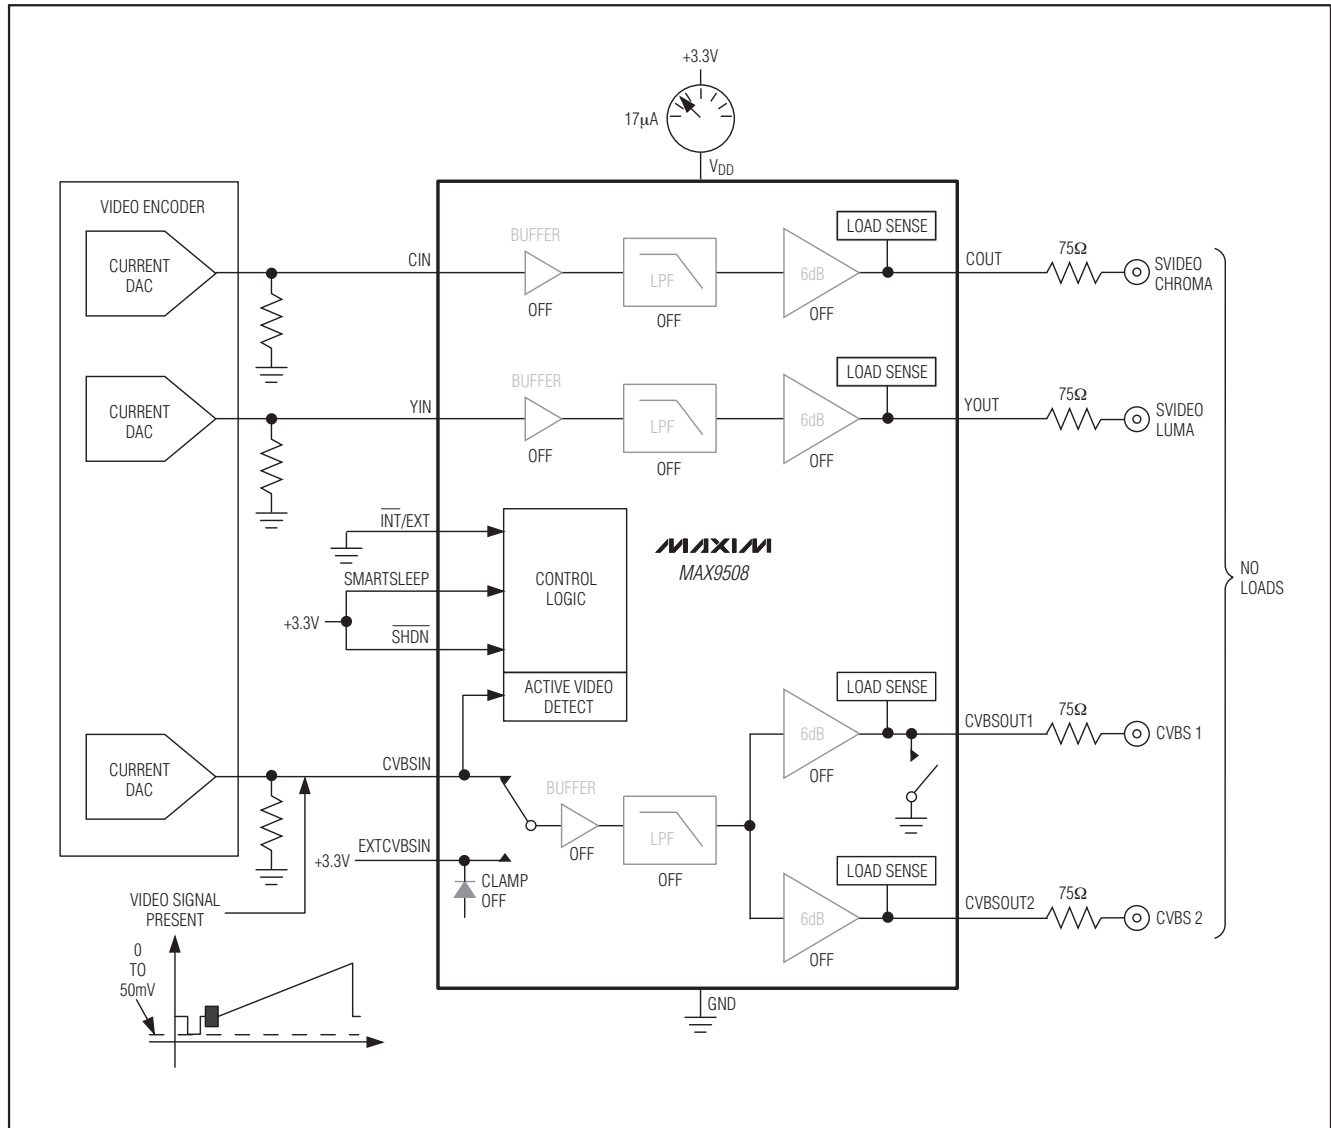 +3.3V
17µA
VDD
VIDEO ENCODER
CURRENT
DAC
CIN
BUFFER
OFF
LPF
OFF
6dB
OFF
LOAD SENSE
COUT
75Ω
SVIDEO
CHROMA
CURRENT
DAC
YIN
BUFFER
OFF
LPF
OFF
6dB
OFF
LOAD SENSE
YOUT
75Ω
SVIDEO
LUMA
INT/EXT
SMARTSLEEP
+3.3V
SHDN
CONTROL
LOGIC
ACTIVE VIDEO
DETECT
MAXIM
MAX9508
NO
LOADS
CURRENT
DAC
CVBSIN
BUFFER
OFF
LPF
OFF
6dB
OFF
LOAD SENSE
CVBSOUT1
75Ω
CVBS 1
+3.3V
EXTCVBSIN
CLAMP
OFF
6dB
OFF
LOAD SENSE
CVBSOUT2
75Ω
CVBS 2
GND
VIDEO SIGNAL
PRESENT
0
TO
50mV